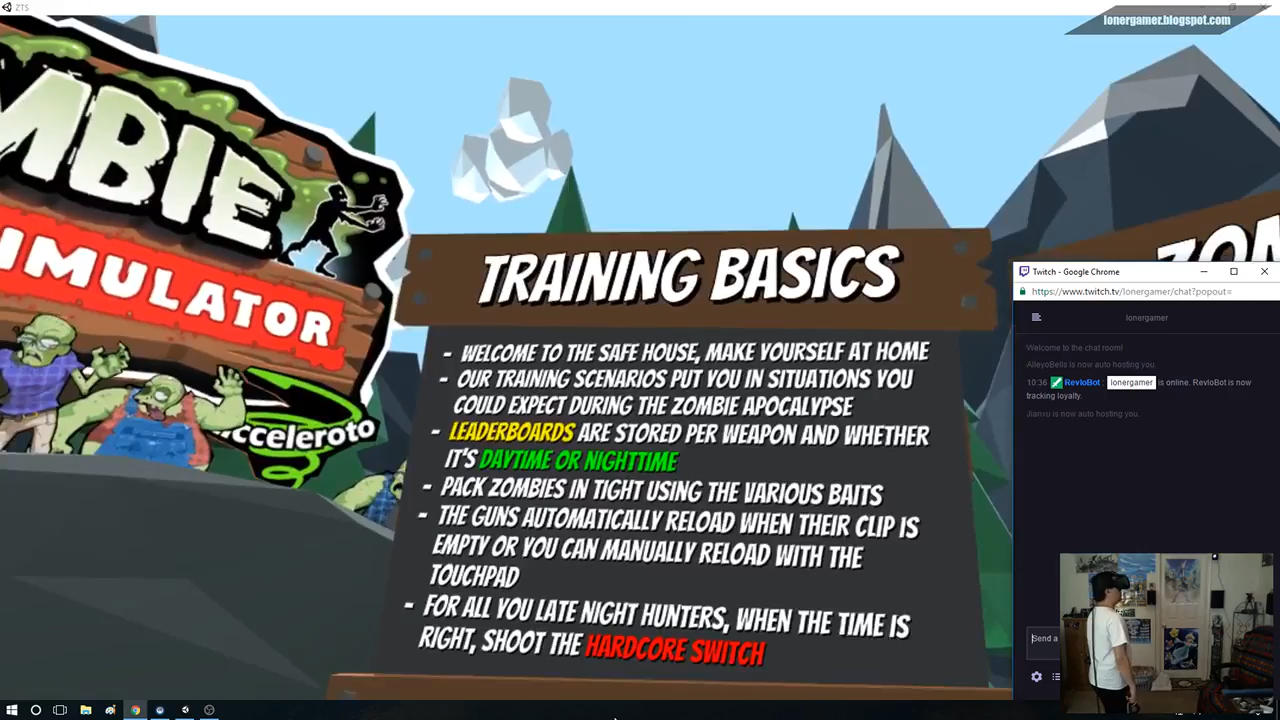 ZTS
lonergamer.blogspot.com
MBIE
IMULATOR
cceleroto
TRAINING BASICS
- WELCOME TO THE SAFE HOUSE, MAKE YOURSELF AT HOME
- OUR TRAINING SCENARIOS PUT YOU IN SITUATIONS YOU
COULD EXPECT DURING THE ZOMBIE APOCALYPSE
- LEADERBOARDS ARE STORED PER WEAPON AND WHETHER
IT'S DAYTIME OR NIGHTTIME
- PACK ZOMBIES IN TIGHT USING THE VARIOUS BAITS
- THE GUNS AUTOMATICALLY RELOAD WHEN THEIR CLIP IS
EMPTY OR YOU CAN MANUALLY RELOAD WITH THE
TOUCHPAD
- FOR ALL YOU LATE NIGHT HUNTERS, WHEN THE TIME IS
RIGHT, SHOOT THE HARDCORE SWITCH
ZOM
Twitch - Google Chrome
https://www.twitch.tv/lonergamer/chat?popout=
lonergamer
Welcome to the chat room!
AlleyoBells is now auto hosting you.
10:36 RevloBot: lonergamer is online. RevloBot is now
tracking loyalty.
Jianxu is now auto hosting you.
Send a